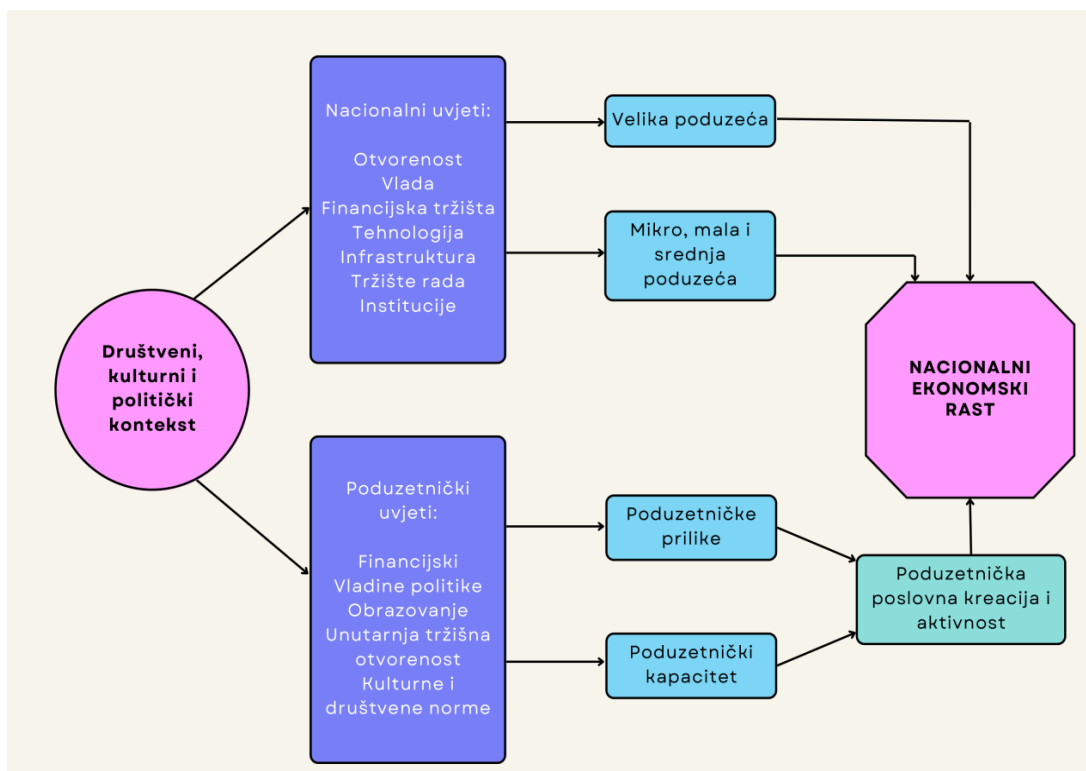 Društveni,
kulturni i
politički
kontekst
Nacionalni uvjeti:
Otvorenost
Vlada
Financijska tržišta
Tehnologija
Infrastruktura
Tržište rada
Institucije
Velika poduzeća
Mikro, mala i
srednja
poduzeća
NACIONALNI
EKONOMSKI
RAST
Poduzetnički
uvjeti:
Financijski
Vladine politike
Obrazovanje
Unutarnja tržišna
otvorenost
Kulturne i
društvene norme
Poduzetničke
prilike
Poduzetnički
kapacitet
Poduzetnička
poslovna kreacija i
aktivnost